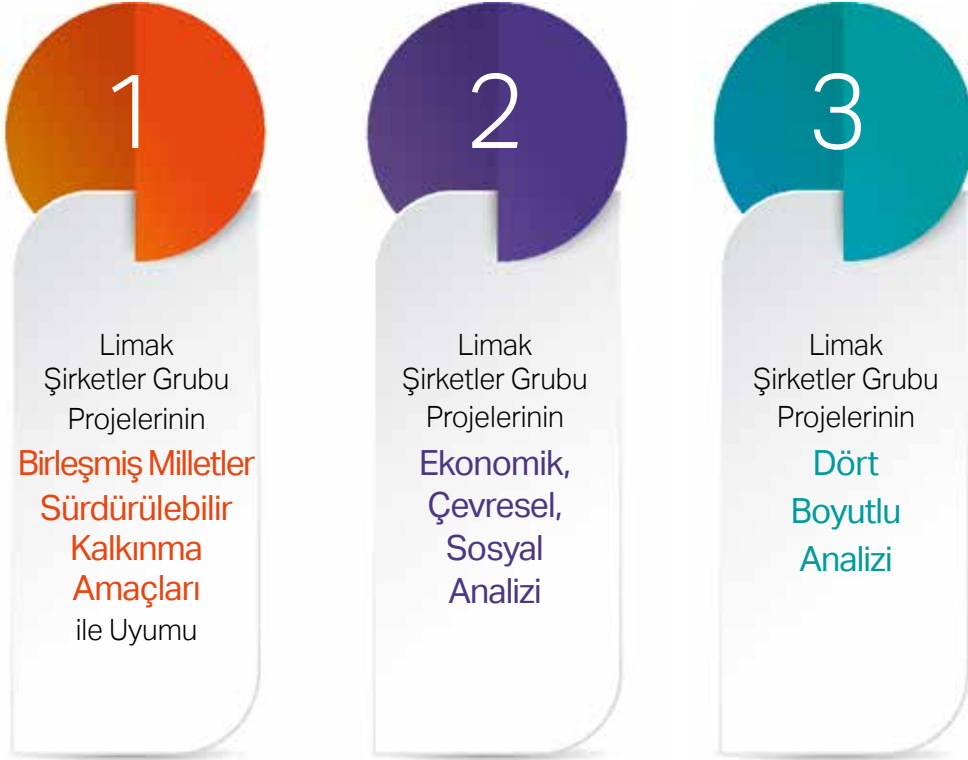 1
Limak
Şirketler Grubu
Projelerinin
Birleşmiş Milletler
Sürdürülebilir
Kalkınma
Amaçları
ile Uyumu
2
Limak
Şirketler Grubu
Projelerinin
Ekonomik,
Çevresel,
Sosyal
Analizi
3
Limak
Şirketler Grubu
Projelerinin
Dört
Boyutlu
Analizi